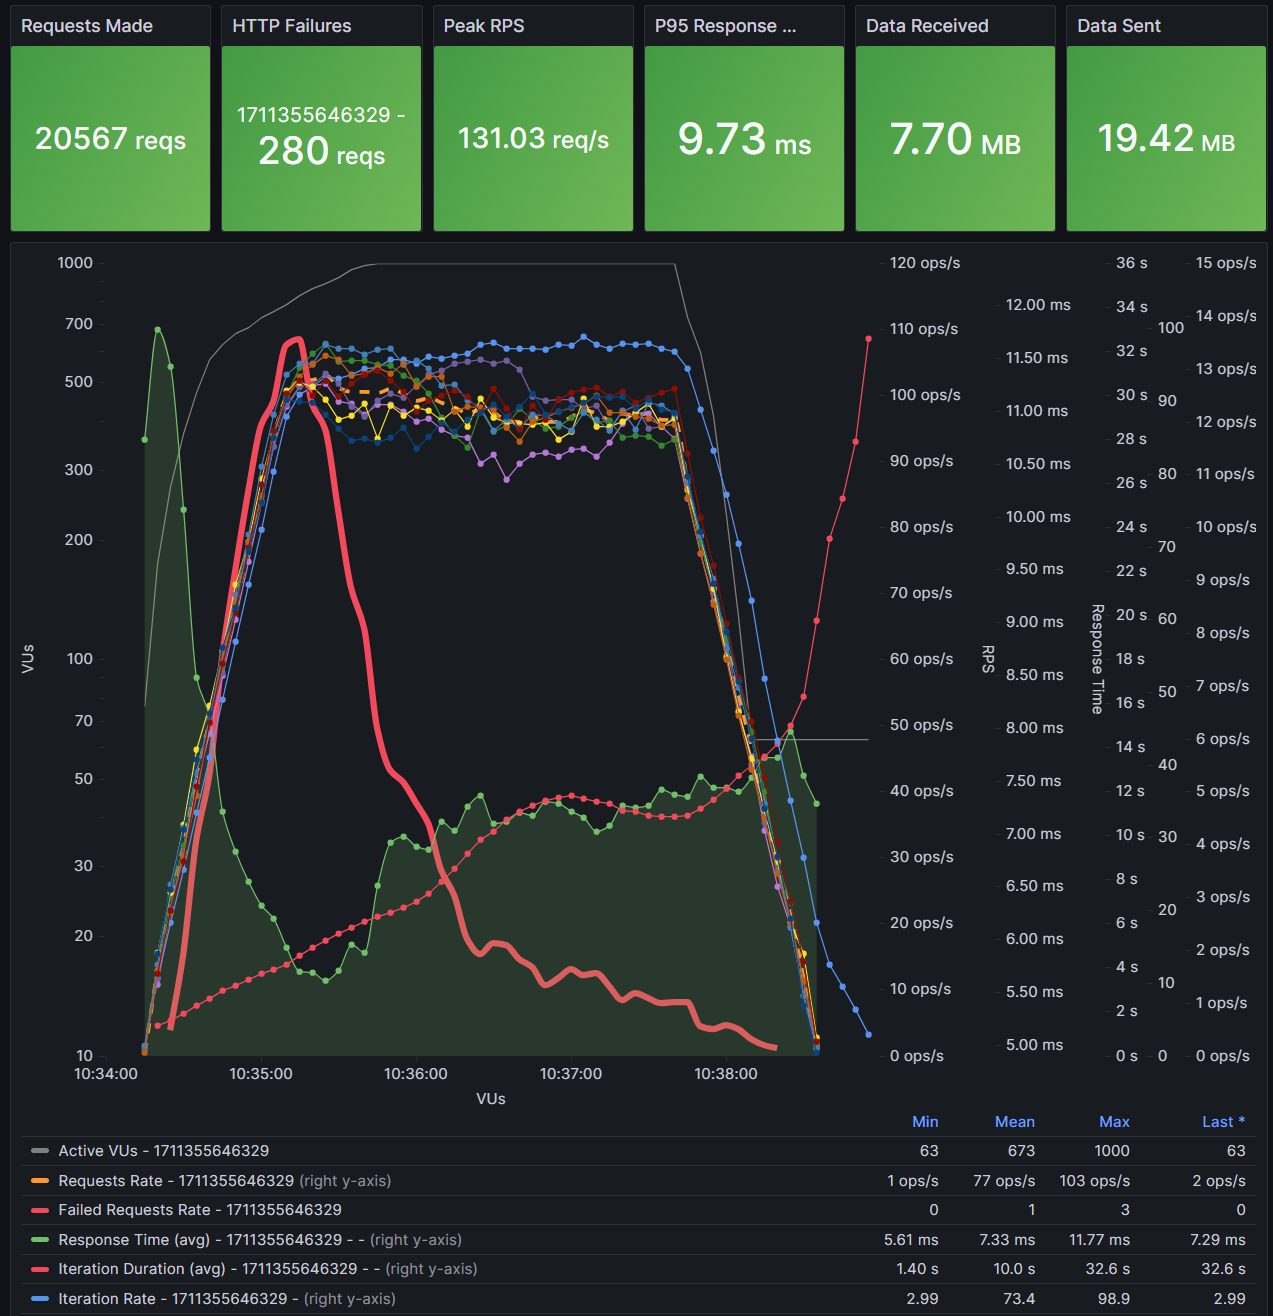 Requests Made
HTTP Failures
Peak RPS
P95 Response ...
Data Received
Data Sent
20567 reqs
1711355646329 -
280 reqs
131.03 req/s
9.73 ms
7.70 MB
19.42 MB
1000
700
500
300
200
100
70
50
30
20
10
VUs
10:34:00
10:35:00
10:36:00
10:37:00
10:38:00
VUs
120 ops/s
110 ops/s
100 ops/s
90 ops/s
80 ops/s
70 ops/s
60 ops/s
50 ops/s
40 ops/s
30 ops/s
20 ops/s
10 ops/s
0 ops/s
RPS
12.00 ms
11.50 ms
11.00 ms
10.50 ms
10.00 ms
9.50 ms
9.00 ms
8.50 ms
8.00 ms
7.50 ms
7.00 ms
6.50 ms
6.00 ms
5.50 ms
5.00 ms
Response Time
36 s
34 s
32 s
30 s
28 s
26 s
24 s
22 s
20 s
18 s
16 s
14 s
12 s
10 s
8 s
6 s
4 s
2 s
0 s
100
90
80
70
60
50
40
30
20
10
0
15 ops/s
14 ops/s
13 ops/s
12 ops/s
11 ops/s
10 ops/s
9 ops/s
8 ops/s
7 ops/s
6 ops/s
5 ops/s
4 ops/s
3 ops/s
2 ops/s
1 ops/s
0 ops/s
Min Mean Max Last *
Active VUs - 1711355646329 63 673 1000 63
Requests Rate - 1711355646329 (right y-axis) 1 ops/s 77 ops/s 103 ops/s 2 ops/s
Failed Requests Rate - 1711355646329 0 1 3 0
Response Time (avg) - 1711355646329 - - (right y-axis) 5.61 ms 7.33 ms 11.77 ms 7.29 ms
Iteration Duration (avg) - 1711355646329 - - (right y-axis) 1.40 s 10.0 s 32.6 s 32.6 s
Iteration Rate - 1711355646329 - (right y-axis) 2.99 73.4 98.9 2.99